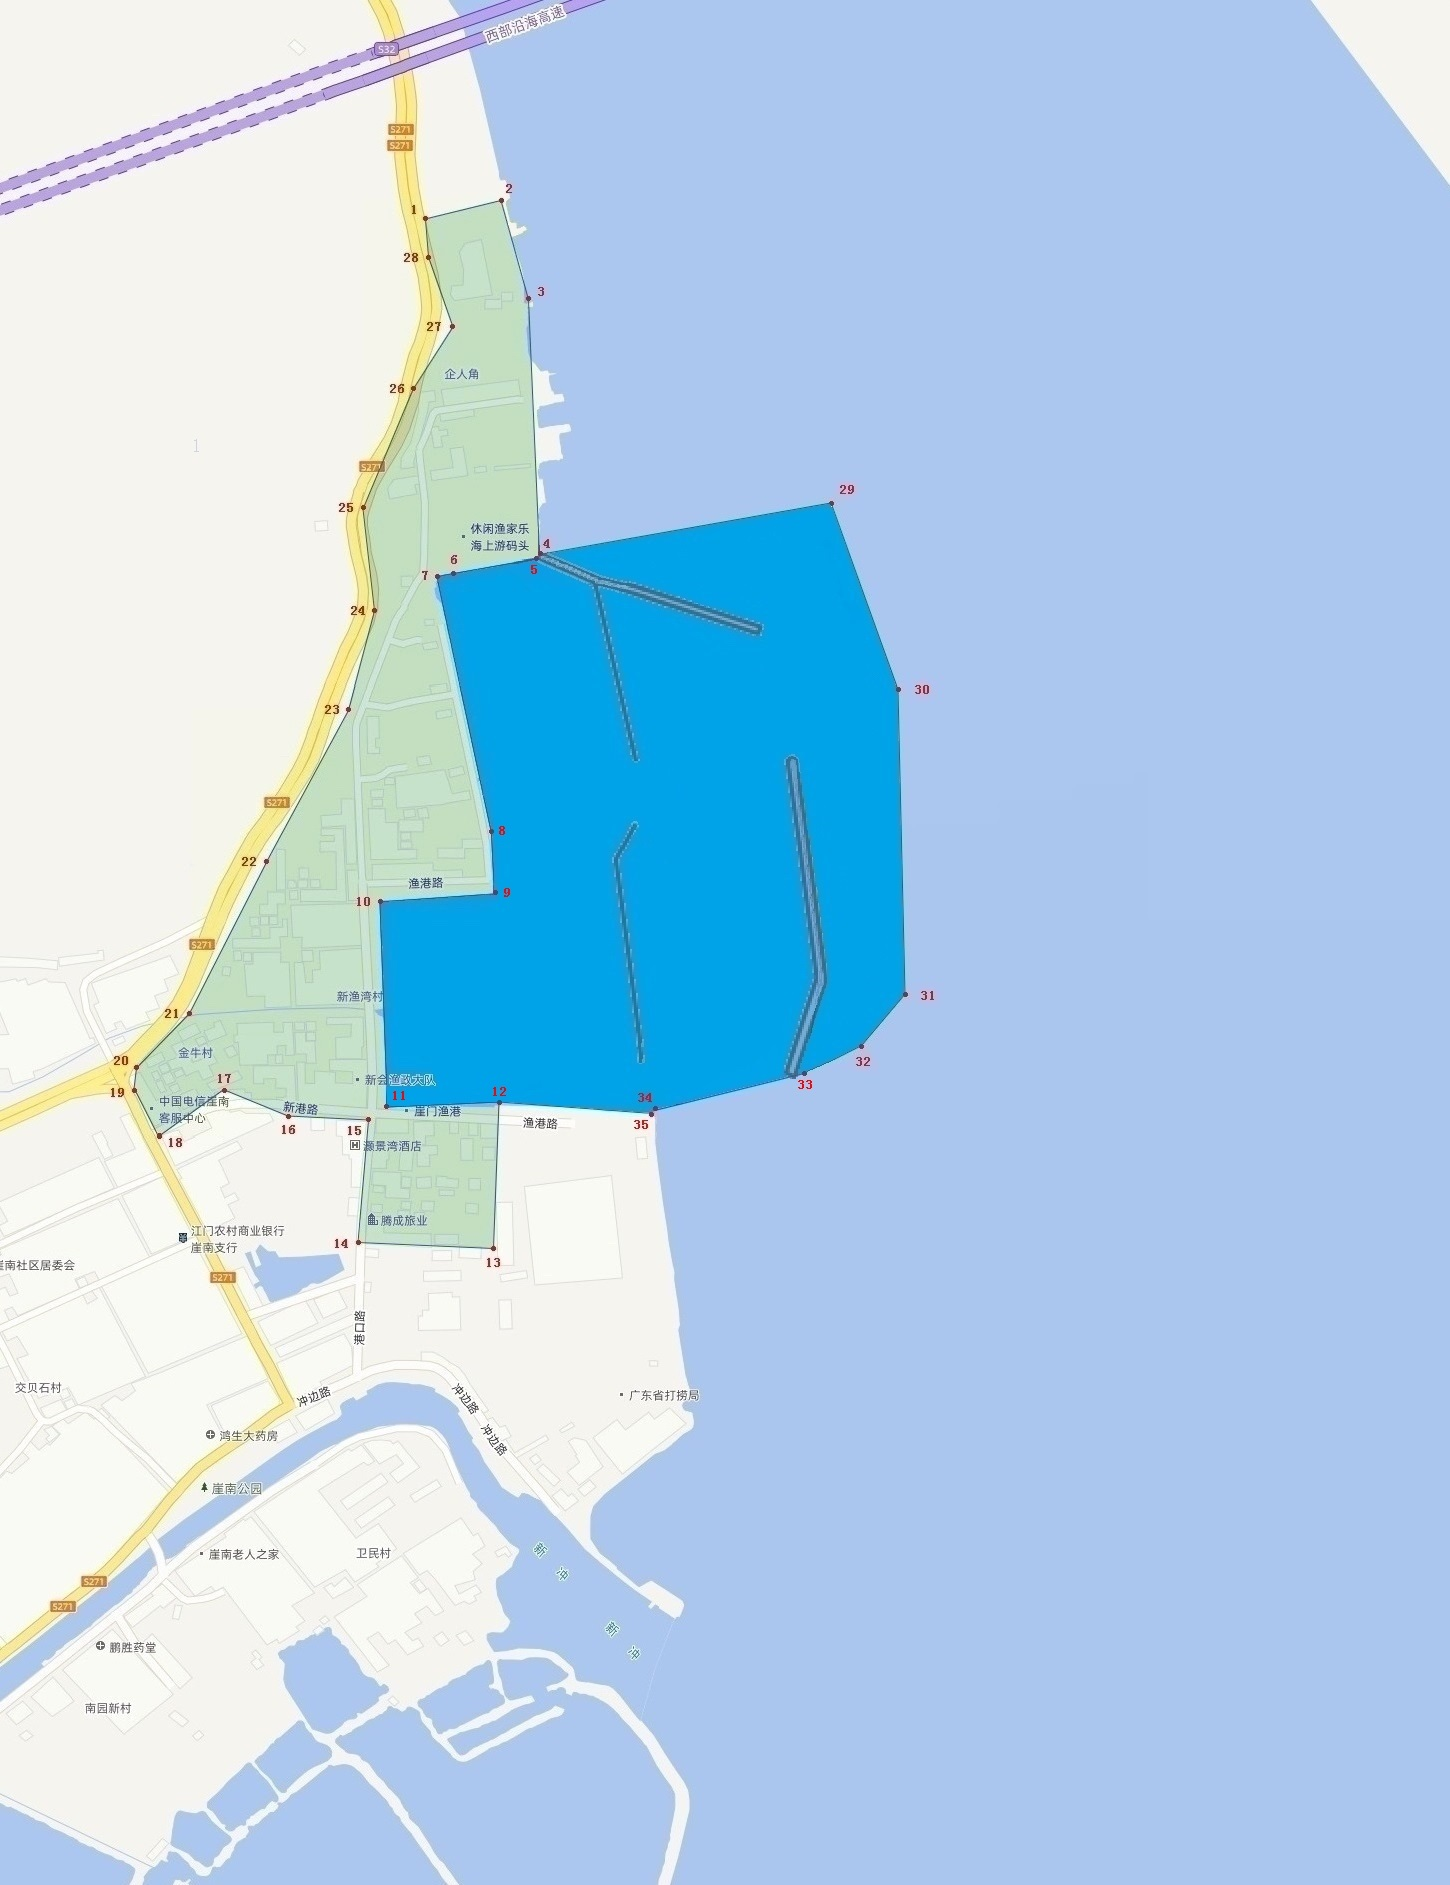 西部沿海高速
S32
S271
S271
2
1
28
3
27
企人角
26
1
S271
29
25
休闲渔家乐
海上游码头
4
6
5
7
24
30
23
S271
8
22
渔港路
9
10
S271
新渔湾村
31
21
金牛村
32
20
新会渔政大队
17
33
19
中国电信崖南
客服中心
11
12
34
新港路
崖门渔港
35
16
15
渔港路
18
灏景湾酒店
腾成旅业
江门农村商业银行
崖南支行
14
13
崖南社区居委会
S271
港口路
交贝石村
冲边路
冲边路
广东省打捞局
鸿生大药房
冲边路
崖南公园
崖南老人之家
卫民村
新
冲
S271
S271
新
冲
鹏胜药堂
南园新村